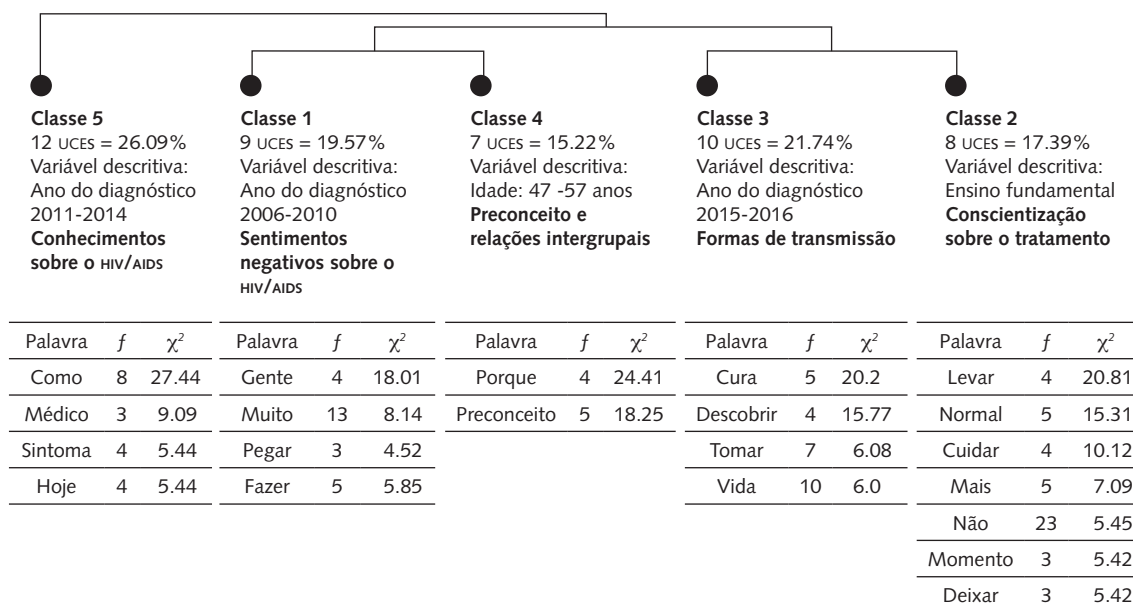 Classe 5
12 UCES = 26.09%
Variável descritiva:
Ano do diagnóstico
2011-2014
Conhecimentos
sobre o HIV/AIDS
Classe 1
9 UCES = 19.57%
Variável descritiva:
Ano do diagnóstico
2006-2010
Sentimentos
negativos sobre o
HIV/AIDS
Classe 4
7 UCES = 15.22%
Variável descritiva:
Idade: 47 -57 anos
Preconceito e
relações intergrupais
Classe 3
10 UCES = 21.74%
Variável descritiva:
Ano do diagnóstico
2015-2016
Formas de transmissão
Classe 2
8 UCES = 17.39%
Variável descritiva:
Ensino fundamental
Conscientização
sobre o tratamento
Palavra f χ²
Como 8 27.44
Médico 3 9.09
Sintoma 4 5.44
Hoje 4 5.44
Palavra f χ²
Gente 4 18.01
Muito 13 8.14
Pegar 3 4.52
Fazer 5 5.85
Palavra f χ²
Porque 4 24.41
Preconceito 5 18.25
Palavra f χ²
Cura 5 20.2
Descobrir 4 15.77
Tomar 7 6.08
Vida 10 6.0
Palavra f χ²
Levar 4 20.81
Normal 5 15.31
Cuidar 4 10.12
Mais 5 7.09
Não 23 5.45
Momento 3 5.42
Deixar 3 5.42